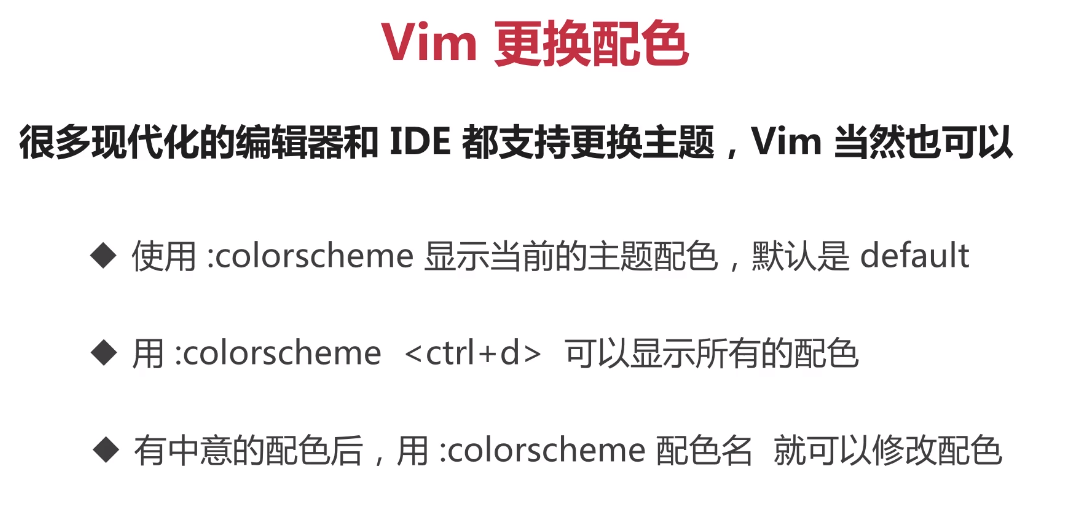 Vim 更换配色
很多现代化的编辑器和 IDE 都支持更换主题，Vim 当然也可以
◆ 使用 :colorscheme 显示当前的主题配色，默认是 default
◆ 用 :colorscheme <ctrl+d> 可以显示所有的配色
◆ 有中意的配色后，用 :colorscheme 配色名 就可以修改配色